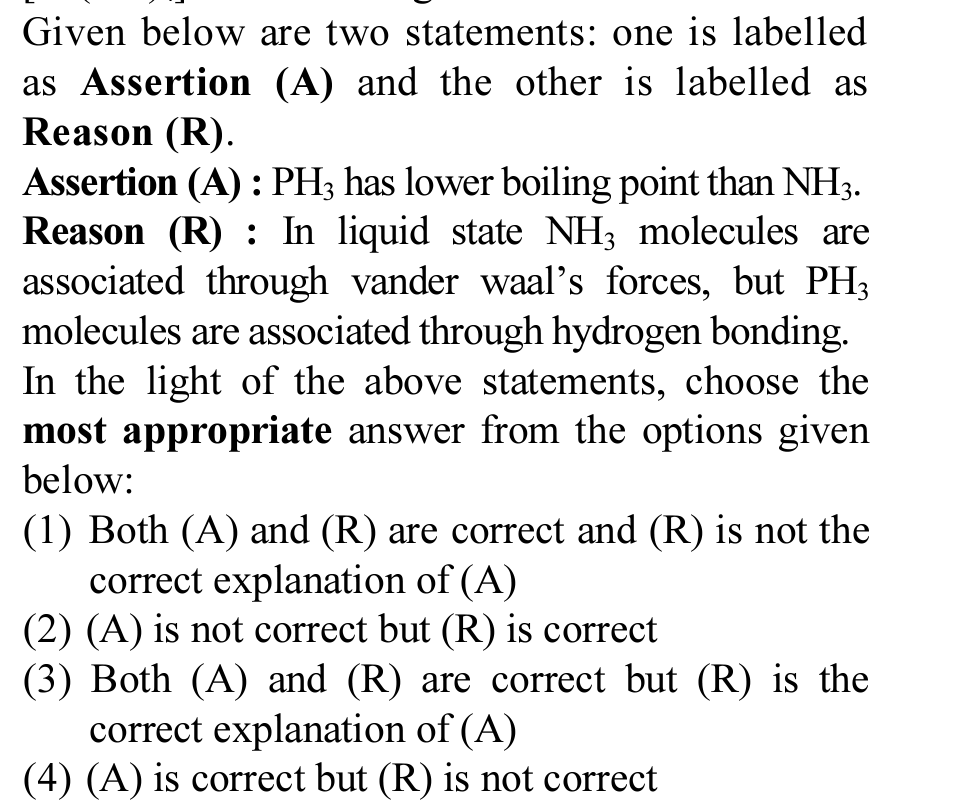 Given below are two statements: one is labelled
as Assertion (A) and the other is labelled as
Reason (R).
Assertion (A) : PH₃ has lower boiling point than NH₃.
Reason (R) : In liquid state NH₃ molecules are
associated through vander waal’s forces, but PH₃
molecules are associated through hydrogen bonding.
In the light of the above statements, choose the
most appropriate answer from the options given
below:
(1) Both (A) and (R) are correct and (R) is not the
correct explanation of (A)
(2) (A) is not correct but (R) is correct
(3) Both (A) and (R) are correct but (R) is the
correct explanation of (A)
(4) (A) is correct but (R) is not correct